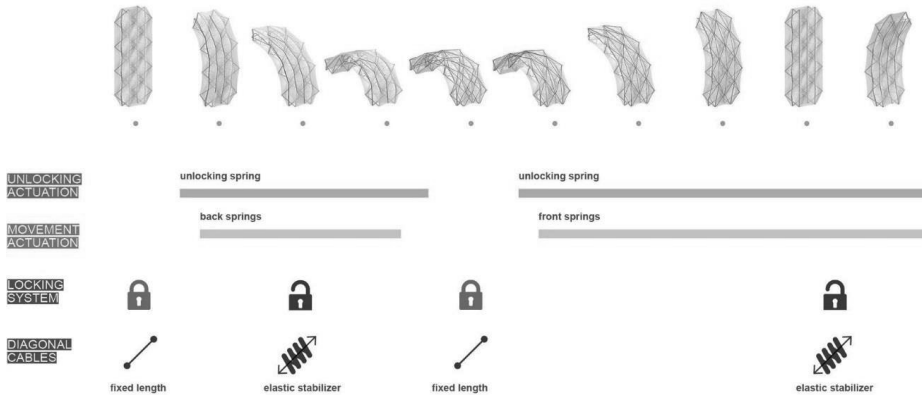 UNLOCKING
ACTUATION
unlocking spring
unlocking spring
MOVEMENT
ACTUATION
back springs
front springs
LOCKING
SYSTEM
DIAGONAL
CABLES
fixed length
elastic stabilizer
fixed length
elastic stabilizer